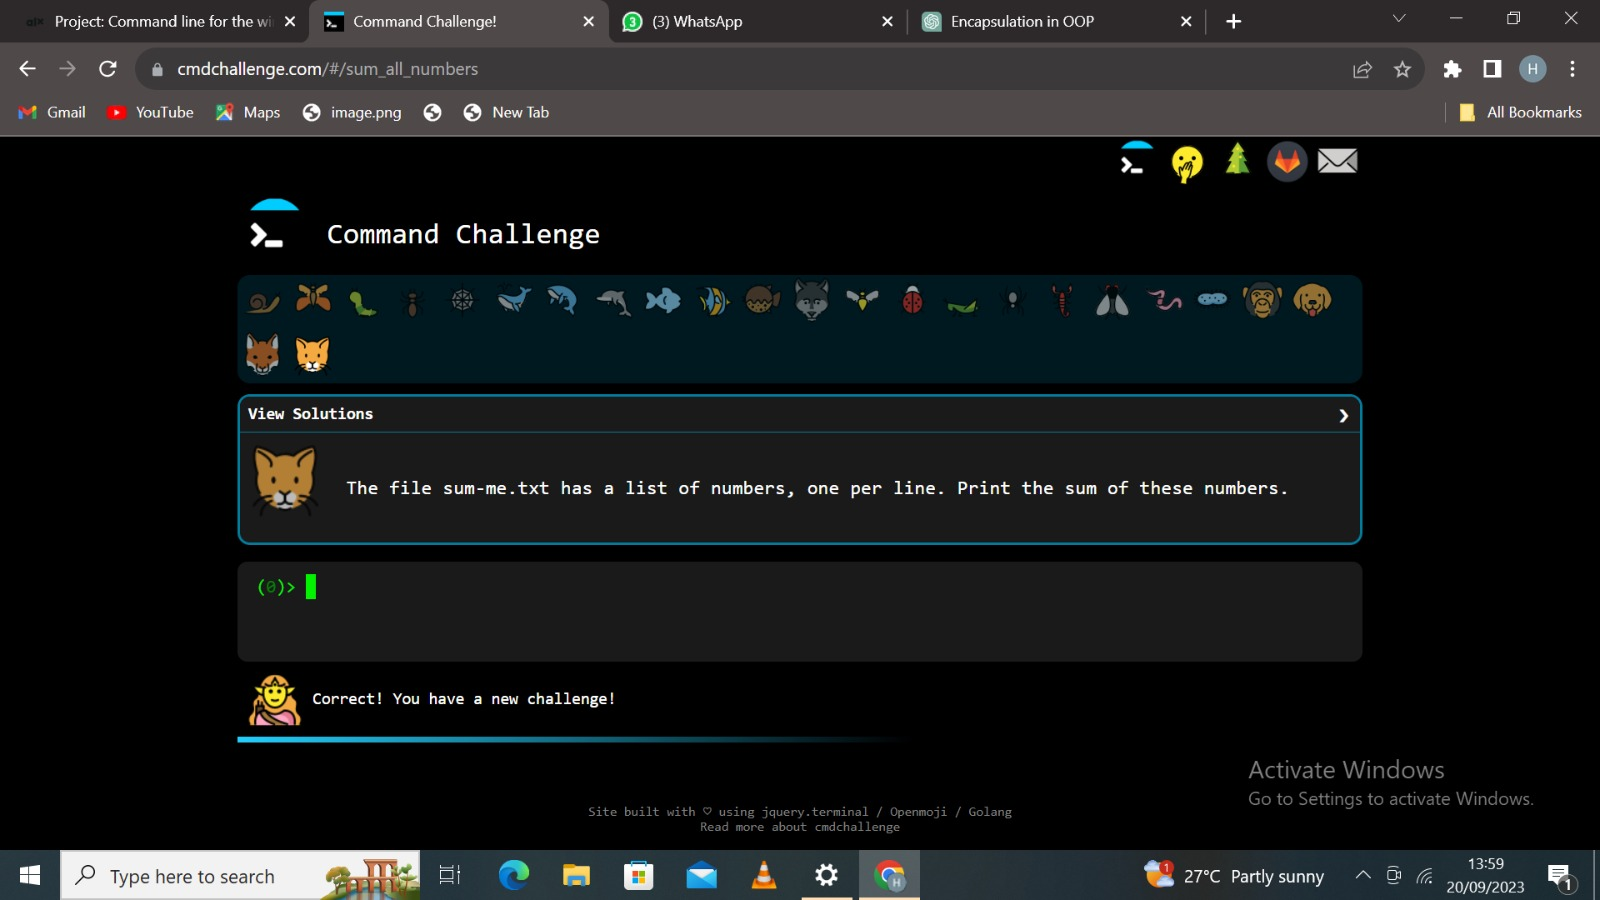 Project: Command line for the wi
Command Challenge!
3
(3) WhatsApp
Encapsulation in OOP
cmdchallenge.com/#/sum_all_numbers
H
Gmail
YouTube
Maps
image.png
New Tab
All Bookmarks
Command Challenge
View Solutions
The file sum-me.txt has a list of numbers, one per line. Print the sum of these numbers.
(0)>
Correct! You have a new challenge!
Activate Windows
Go to Settings to activate Windows.
Site built with ♡ using jquery.terminal / Openmoji / Golang
Read more about cmdchallenge
Type here to search
H
1
27°C Partly sunny
13:59
20/09/2023
1